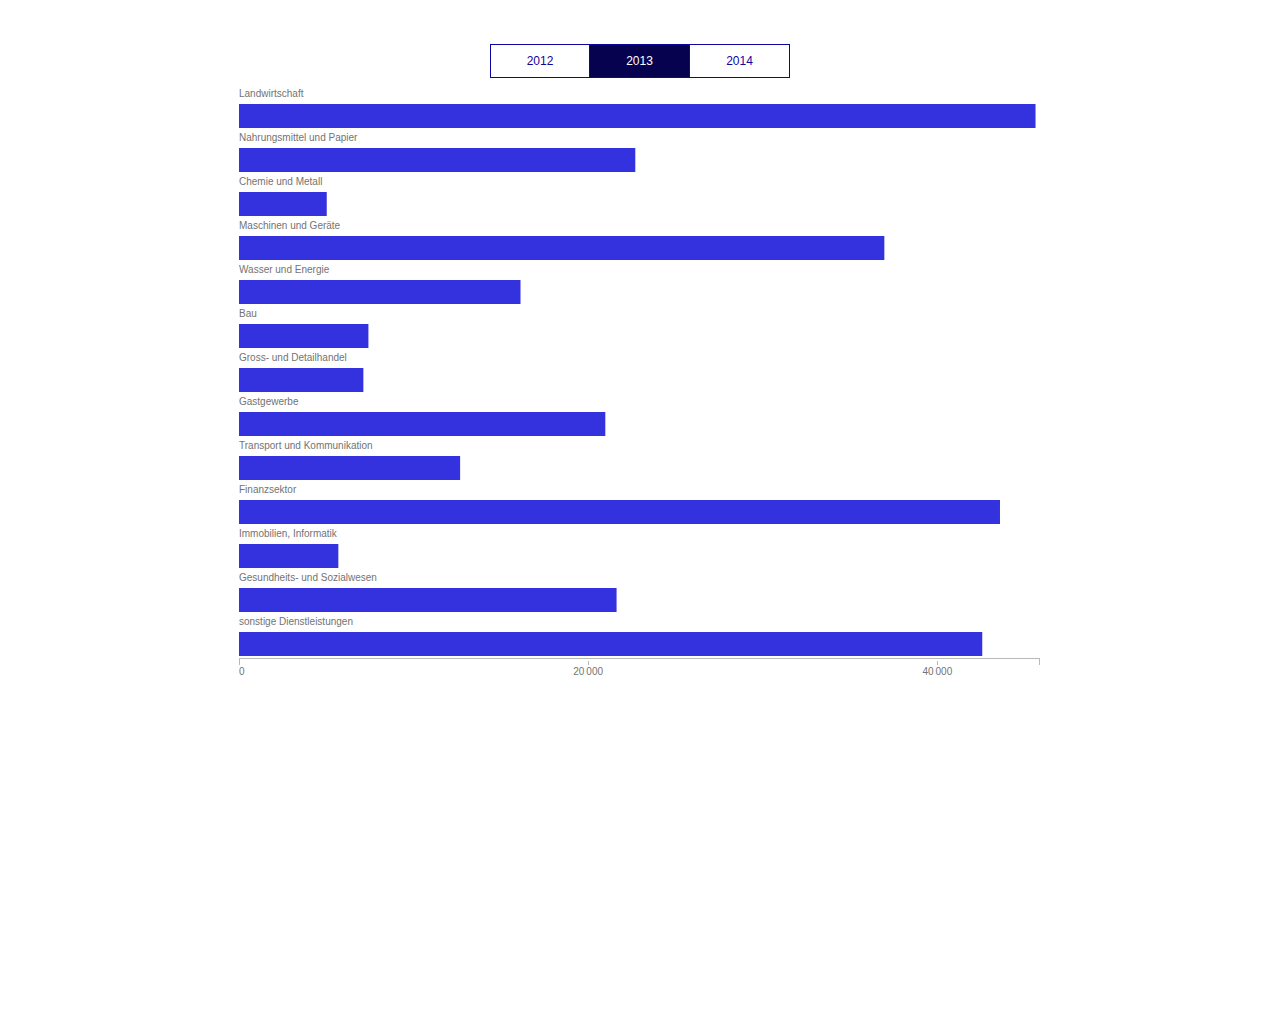 2012 2013 2014
Landwirtschaft
Nahrungsmittel und Papier
Chemie und Metall
Maschinen und Geräte
Wasser und Energie
Bau
Gross- und Detailhandel
Gastgewerbe
Transport und Kommunikation
Finanzsektor
Immobilien, Informatik
Gesundheits- und Sozialwesen
sonstige Dienstleistungen
0 20 000 40 000